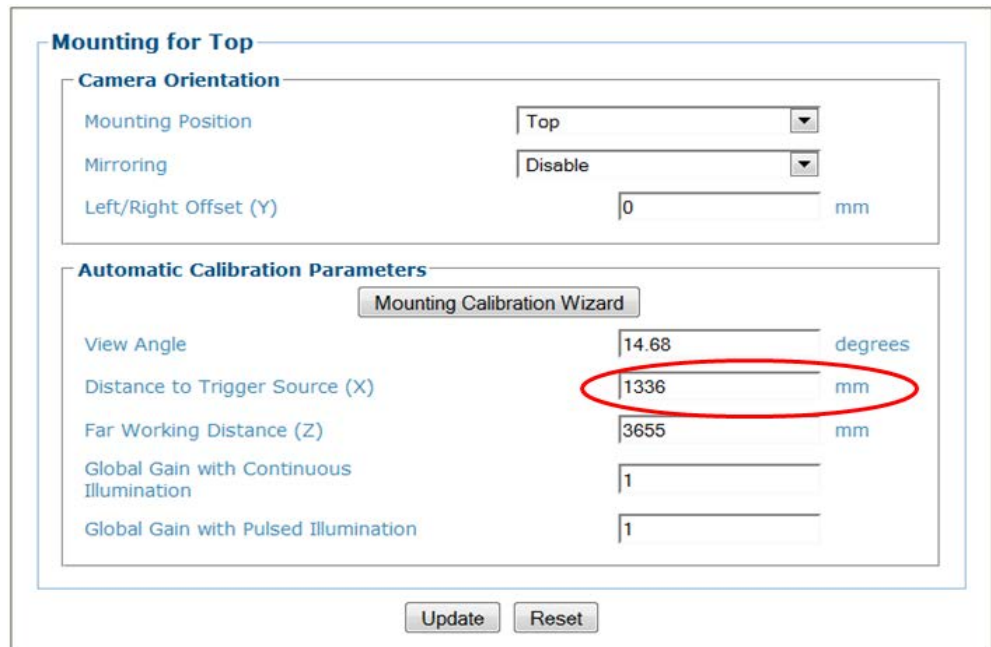 Mounting for Top
Camera Orientation
Mounting Position Top
Mirroring Disable
Left/Right Offset (Y) 0 mm
Automatic Calibration Parameters
Mounting Calibration Wizard
View Angle 14.68 degrees
Distance to Trigger Source (X) 1336 mm
Far Working Distance (Z) 3655 mm
Global Gain with Continuous
Illumination 1
Global Gain with Pulsed Illumination 1
Update Reset